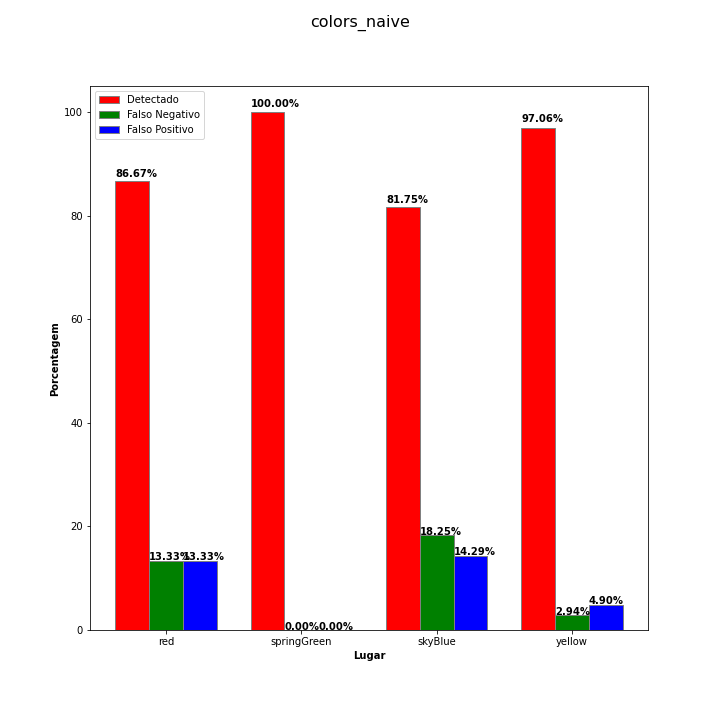 colors_naive
Detectado
Falso Negativo
Falso Positivo
100.00%
97.06%
86.67%
81.75%
13.33% 13.33%
0.00% 0.00%
18.25%
14.29%
2.94%
4.90%
100
80
60
40
20
0
Porcentagem
red springGreen skyBlue yellow
Lugar